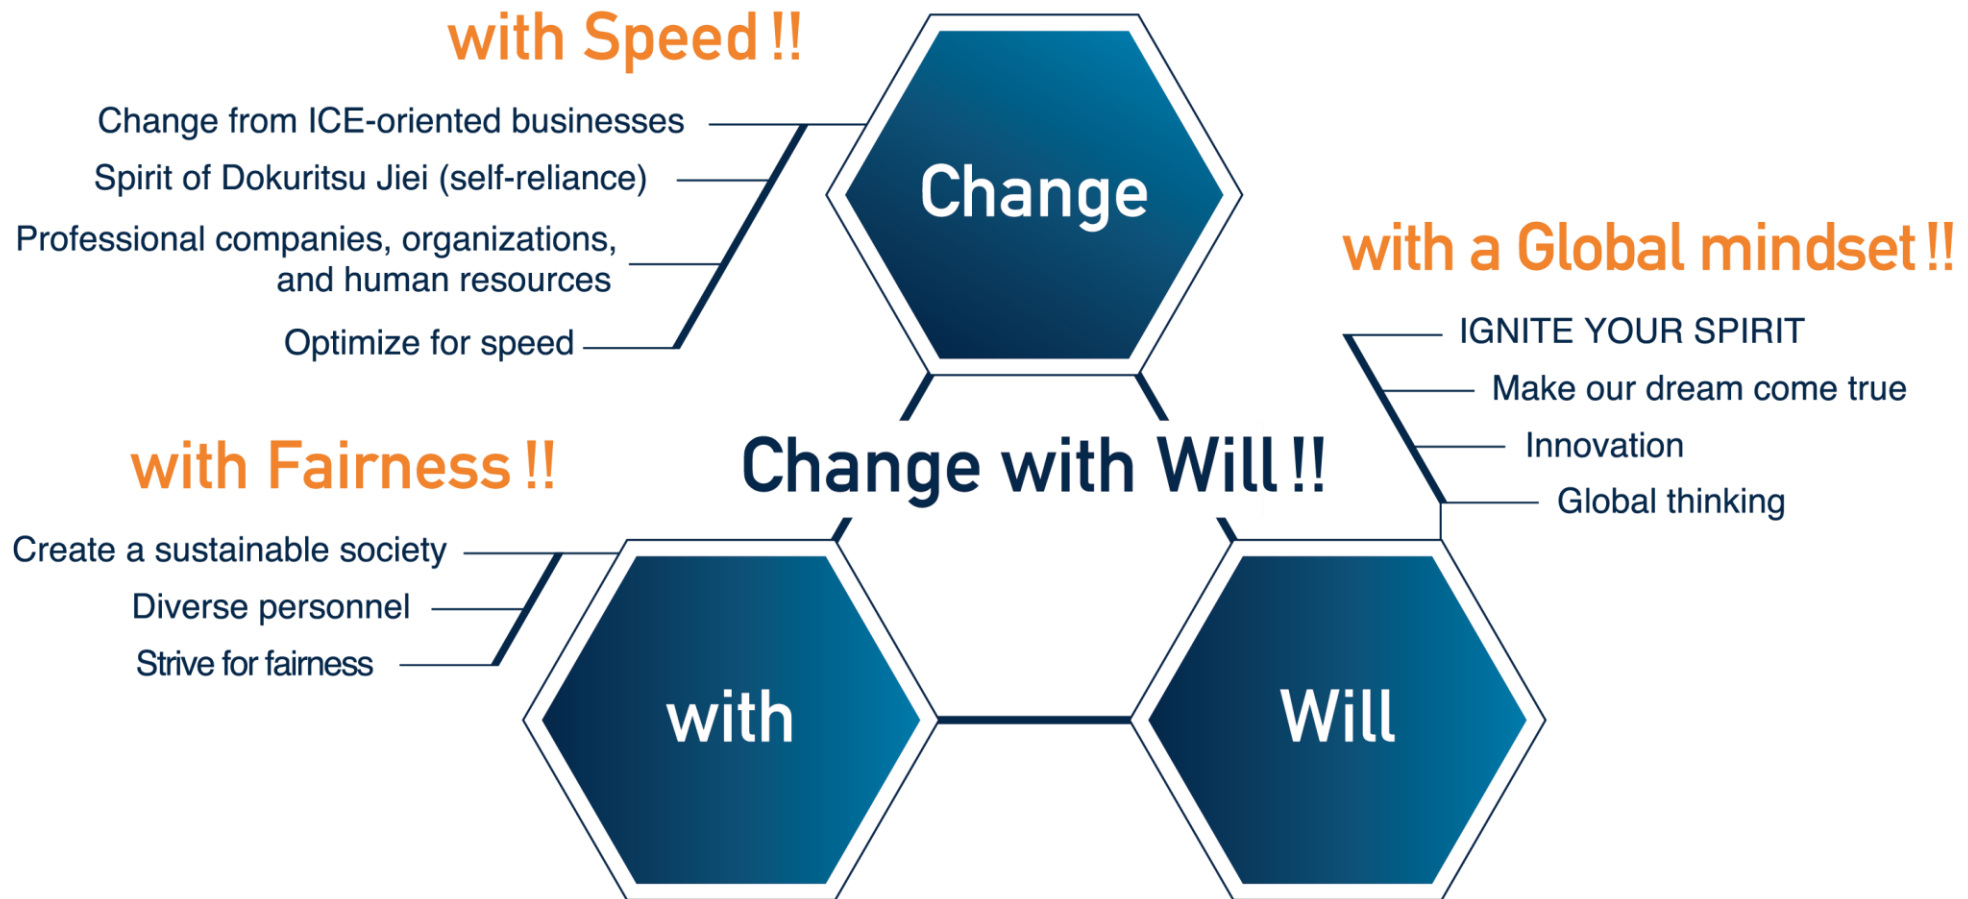 with Speed!!
Change from ICE-oriented businesses
Spirit of Dokuritsu Jiei (self-reliance)
Professional companies, organizations,
and human resources
Optimize for speed
Change
with a Global mindset!!
IGNITE YOUR SPIRIT
Make our dream come true
Innovation
Global thinking
Change with Will!!
with Fairness!!
Create a sustainable society
Diverse personnel
Strive for fairness
with
Will